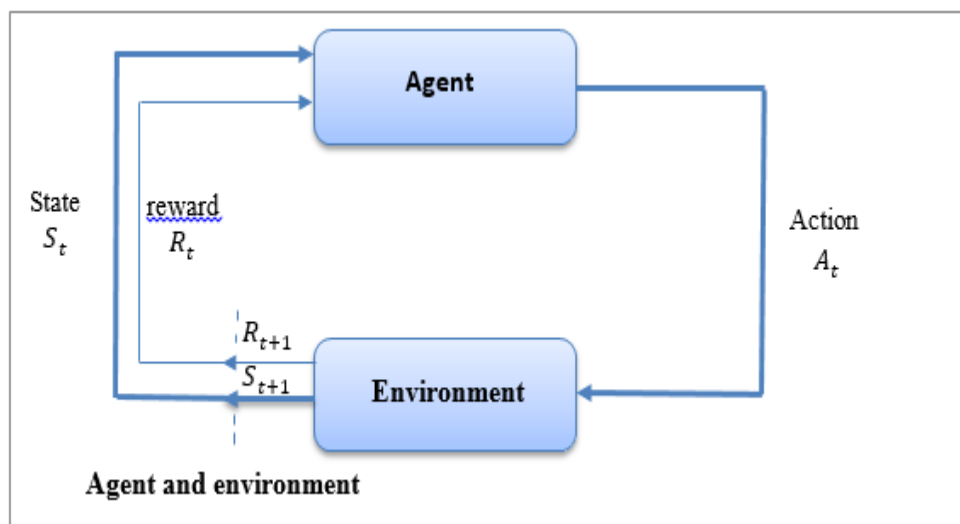 Agent
State
S_t
reward
R_t
Action
A_t
R_{t+1}
S_{t+1}
Environment
Agent and environment